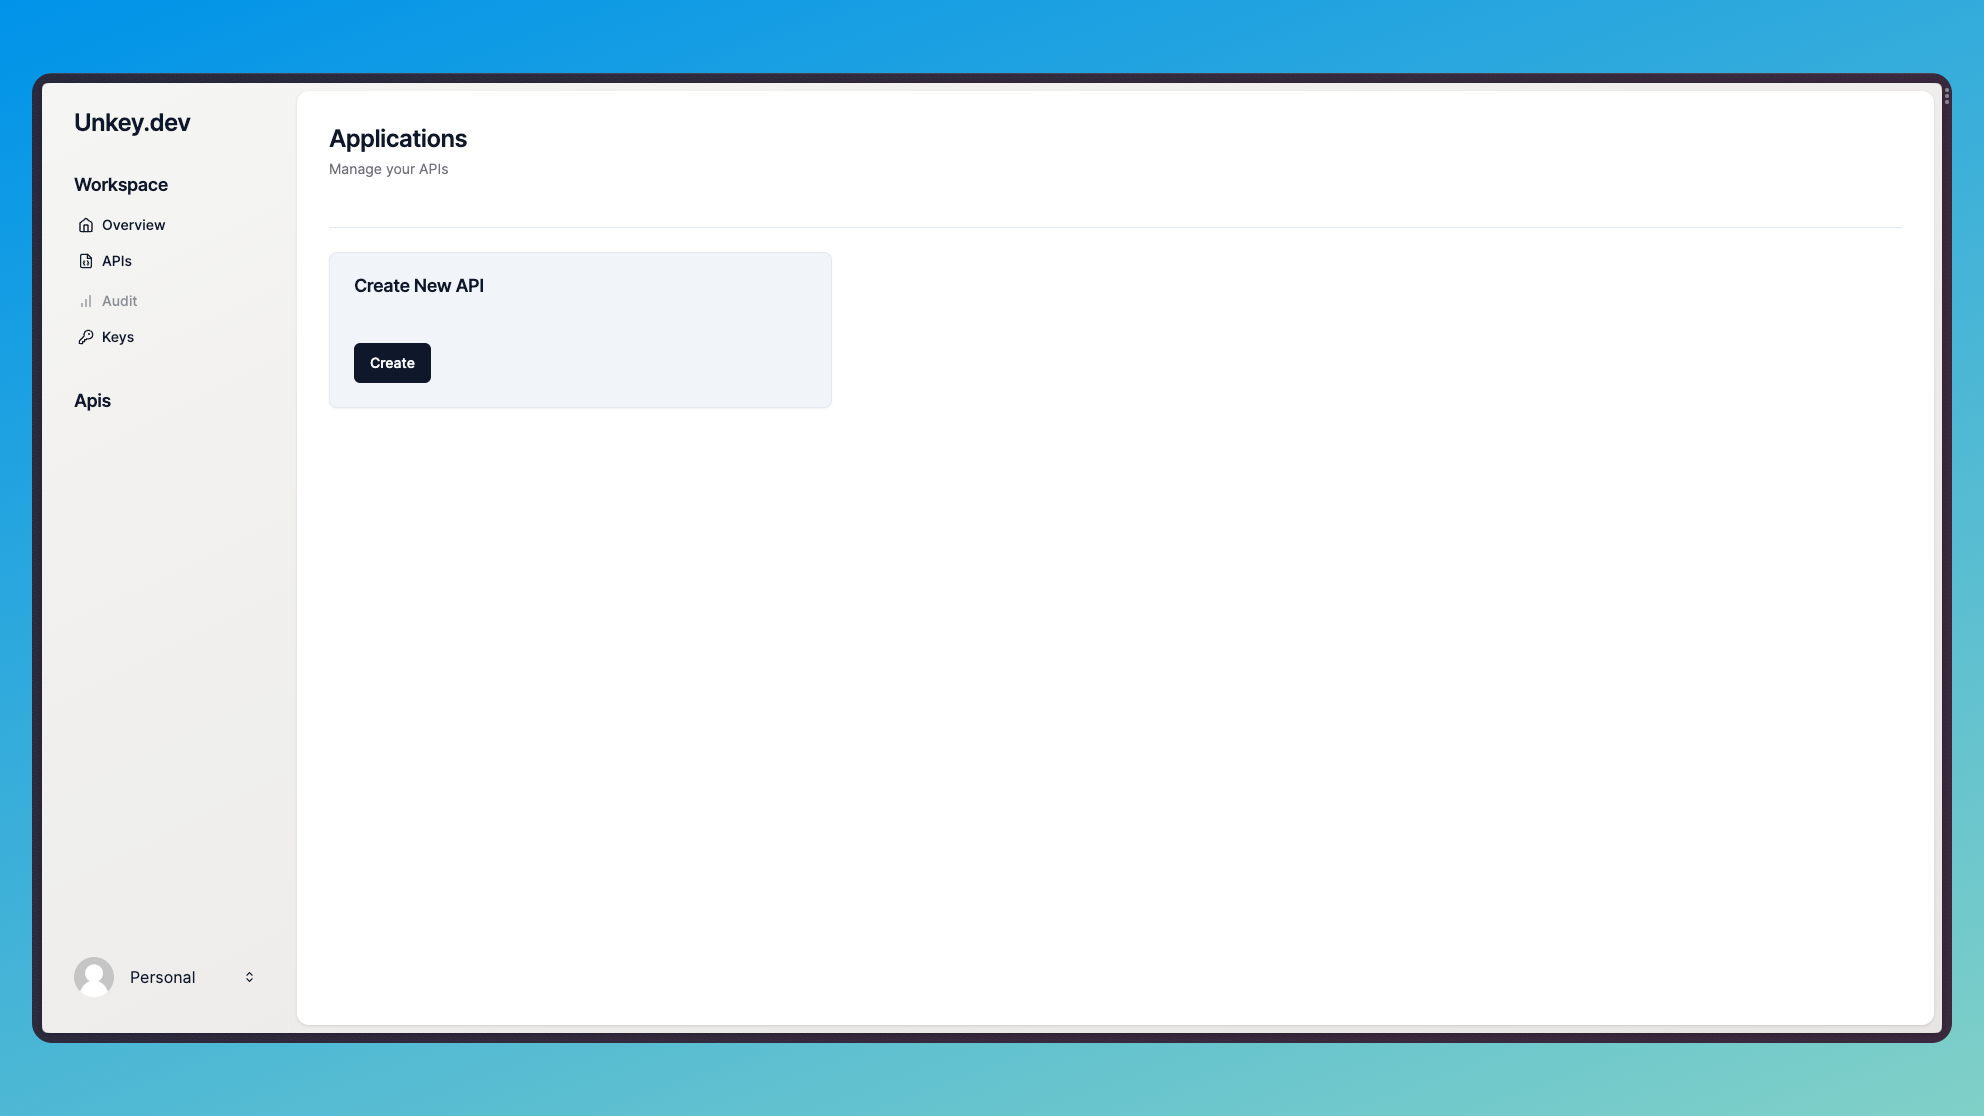 Unkey.dev
Workspace
Overview
APIs
Audit
Keys
Apis
Personal
Applications
Manage your APIs
Create New API
Create